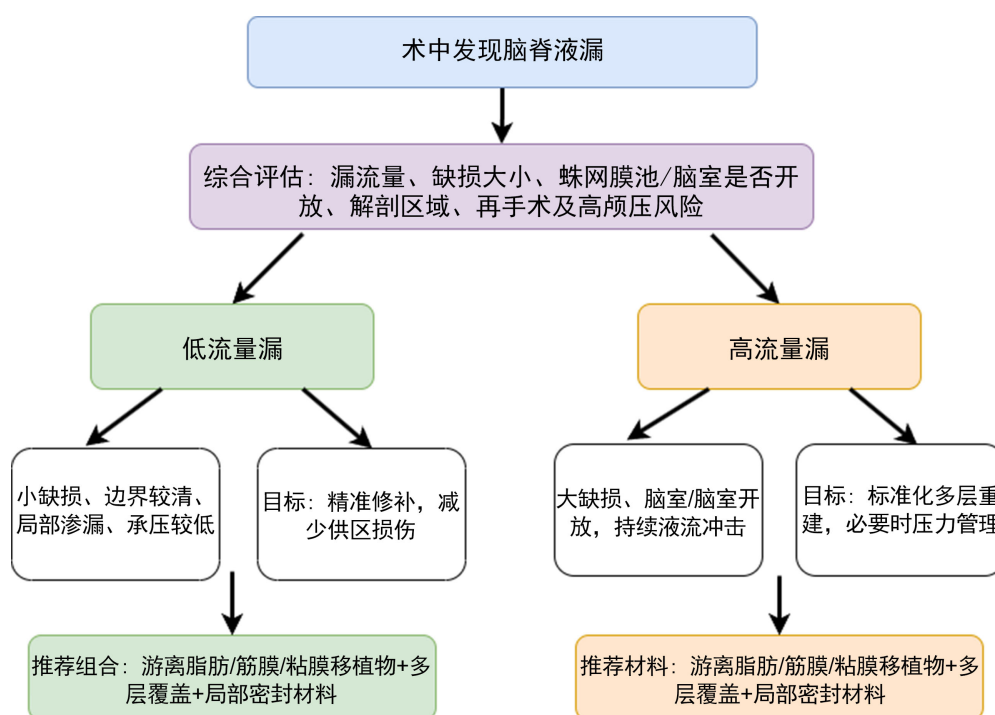 术中发现脑脊液漏
综合评估：漏流量、缺损大小、蛛网膜池/脑室是否开
放、解剖区域、再手术及高颅压风险
低流量漏
高流量漏
小缺损、边界较清、
局部渗漏、承压较低
目标：精准修补，减
少供区损伤
大缺损、脑室/脑室开
放，持续液流冲击
目标：标准化多层重
建，必要时压力管理
推荐组合：游离脂肪/筋膜/粘膜移植物+多
层覆盖+局部密封材料
推荐材料：游离脂肪/筋膜/粘膜移植物+多
层覆盖+局部密封材料